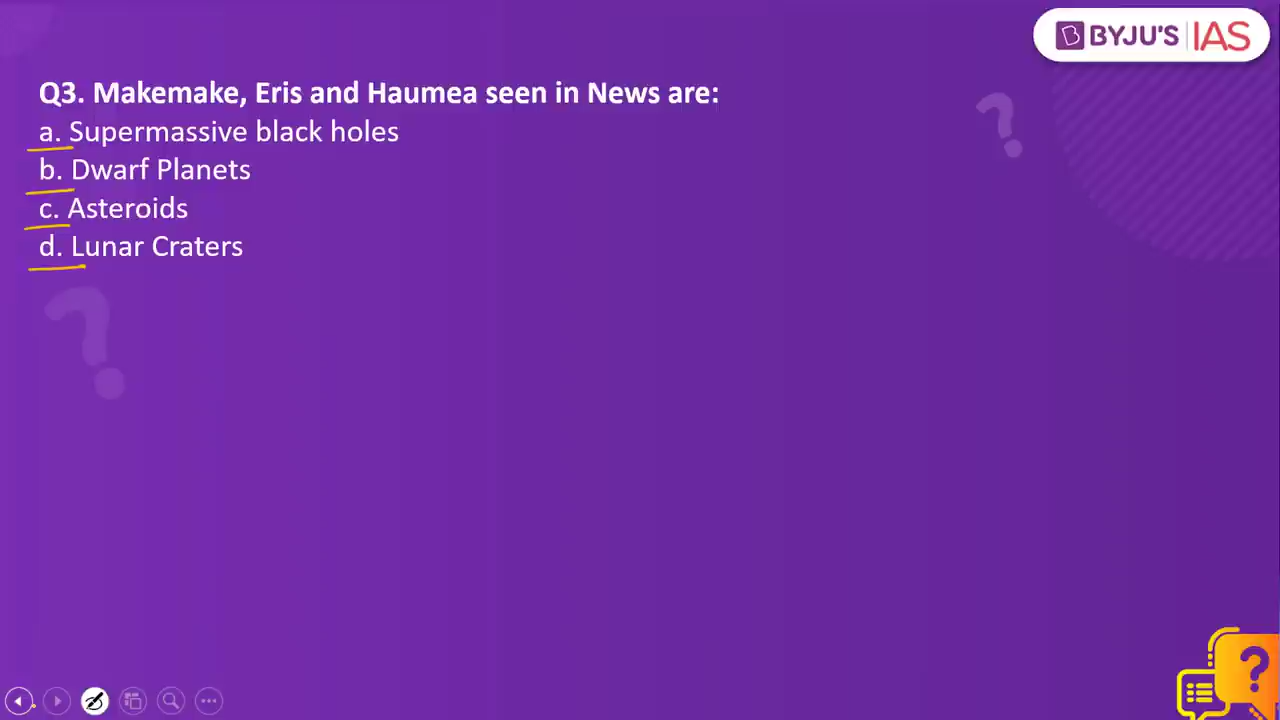 BYJU'S IAS
Q3. Makemake, Eris and Haumea seen in News are:
a. Supermassive black holes
b. Dwarf Planets
c. Asteroids
d. Lunar Craters